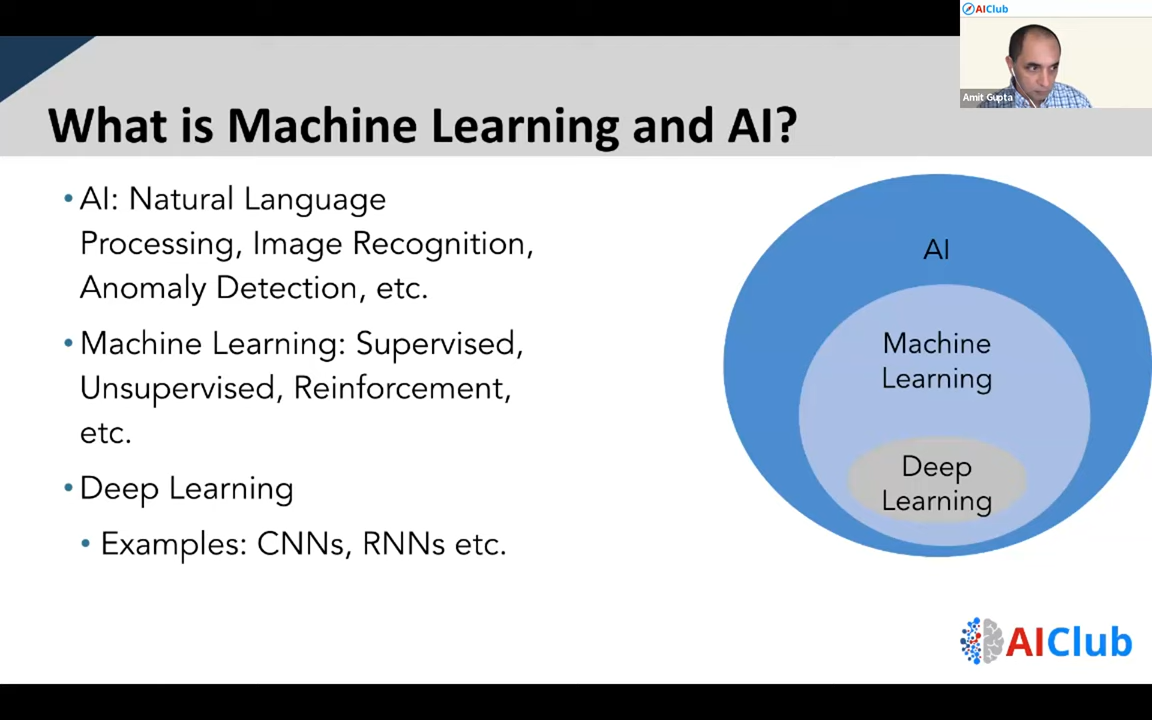 AIClub
Amit Gupta
What is Machine Learning and AI?
• AI: Natural Language
Processing, Image Recognition,
Anomaly Detection, etc.
• Machine Learning: Supervised,
Unsupervised, Reinforcement,
etc.
• Deep Learning
• Examples: CNNs, RNNs etc.
AI
Machine
Learning
Deep
Learning
AIClub